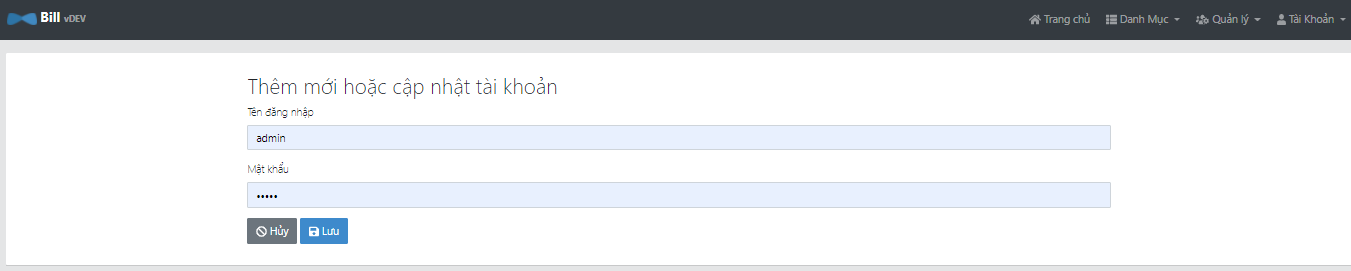 Bill vDEV
Trang chủ Danh Mục Quản lý Tài Khoản
Thêm mới hoặc cập nhật tài khoản
Tên đăng nhập
admin
Mật khẩu
•••••
Hủy Lưu